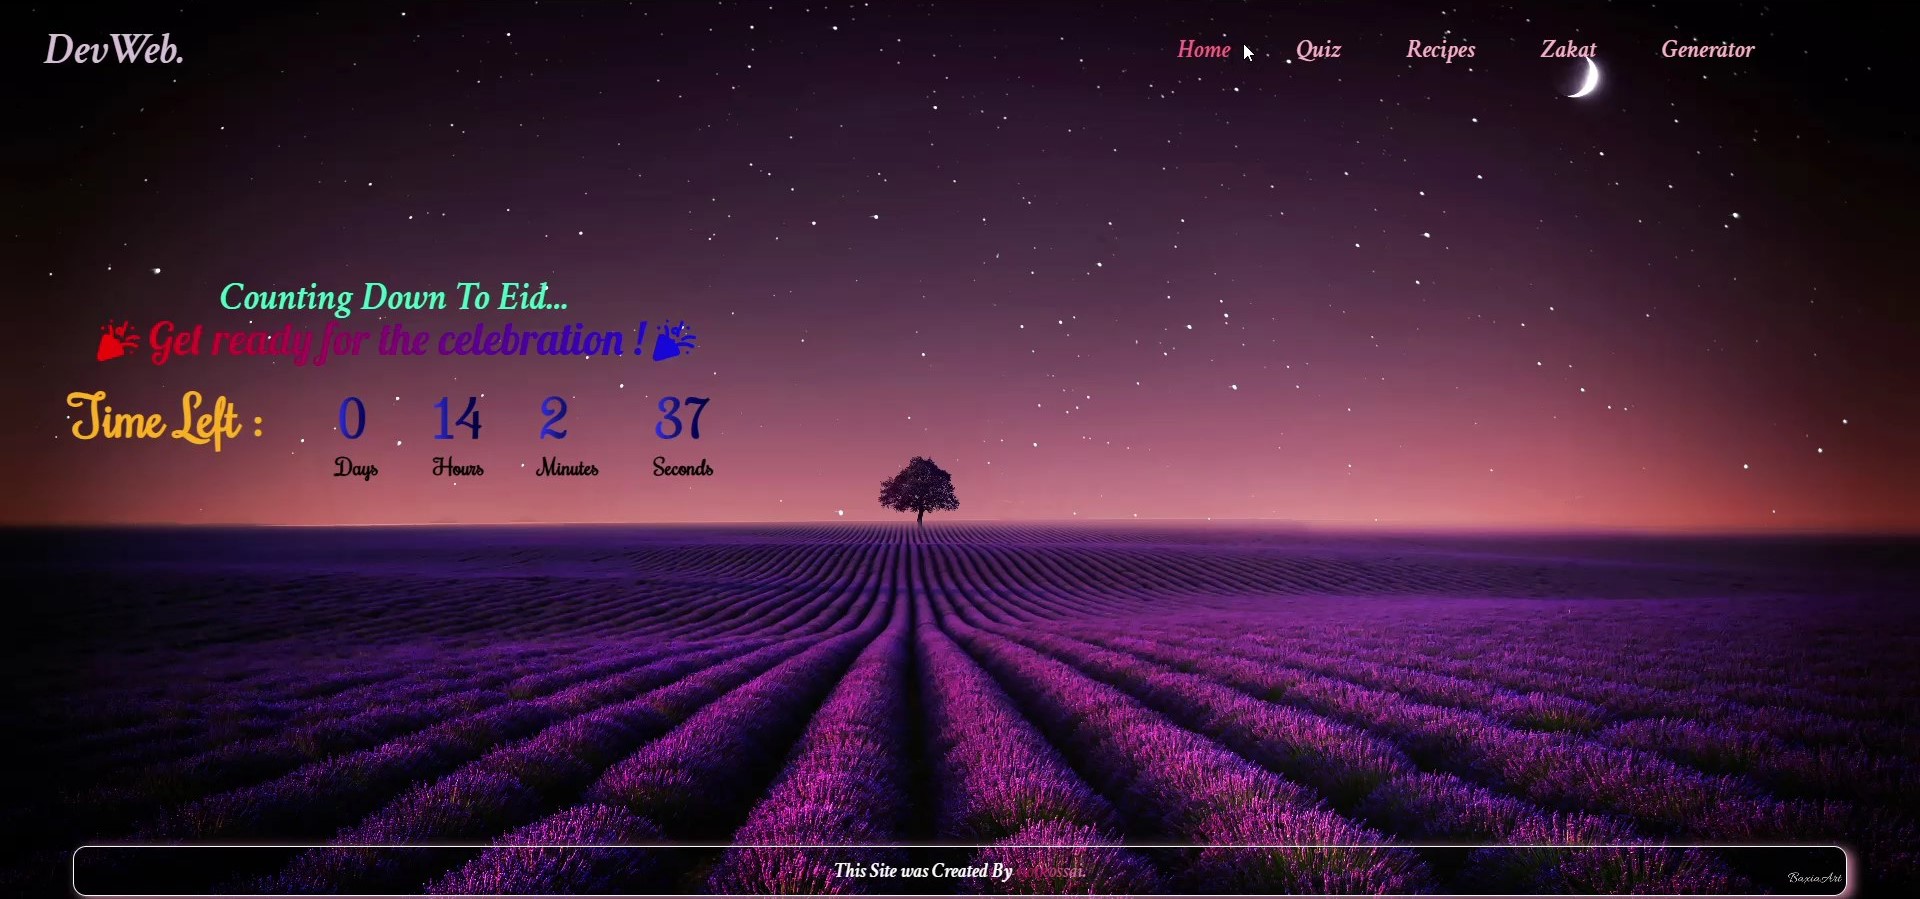 DevWeb.
Home Quiz Recipes Zakat Generator
Counting Down To Eid...
🎉 Get ready for the celebration ! 🎉
Time Left : 0 14 2 37
Days Hours Minutes Seconds
This Site was Created By
BaxiaArt